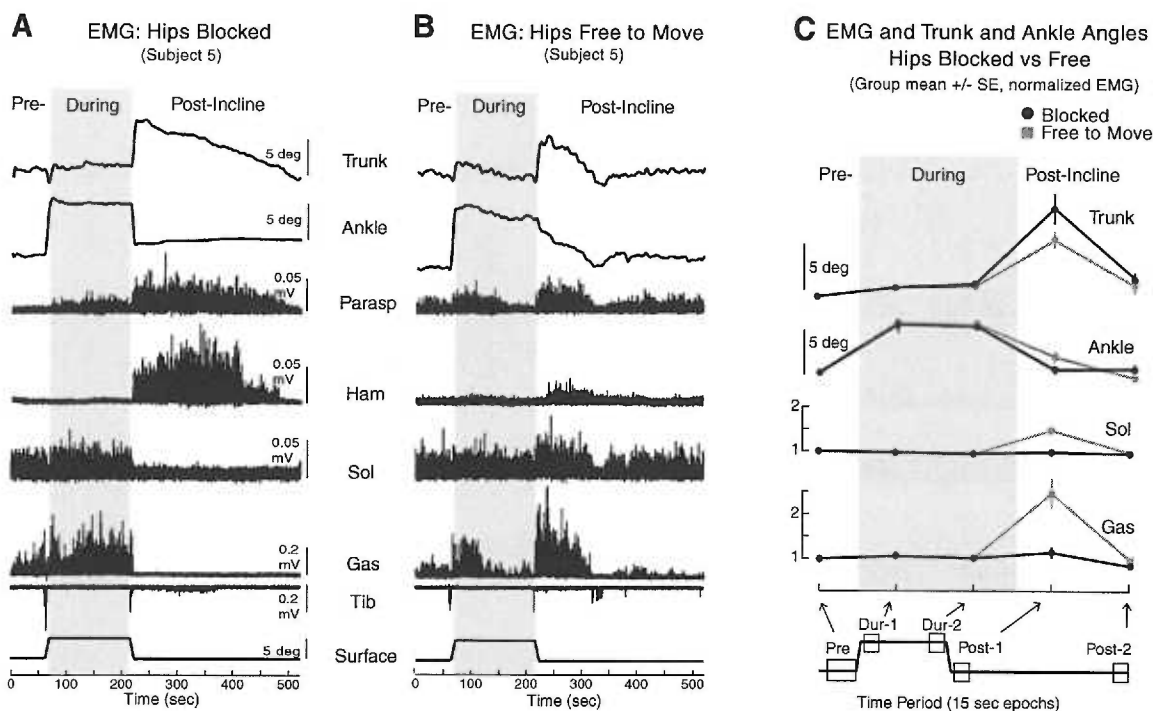 A
EMG: Hips Blocked
(Subject 5)
Pre-
During
Post-Incline
5 deg
5 deg
0.05
mV
0.05
mV
0.05
mV
0.2
mV
0.2
mV
5 deg
0
100
200
300
400
500
Time (sec)
Trunk
Ankle
Parasp
Ham
Sol
Gas
Tib
Surface
B
EMG: Hips Free to Move
(Subject 5)
Pre-
During
Post-Incline
0
100
200
300
400
500
Time (sec)
C
EMG and Trunk and Ankle Angles
Hips Blocked vs Free
(Group mean +/- SE, normalized EMG)
Blocked
Free to Move
Pre-
During
Post-Incline
Trunk
5 deg
Ankle
5 deg
2
1
Sol
2
1
Gas
Pre
Dur-1
Dur-2
Post-1
Post-2
Time Period (15 sec epochs)